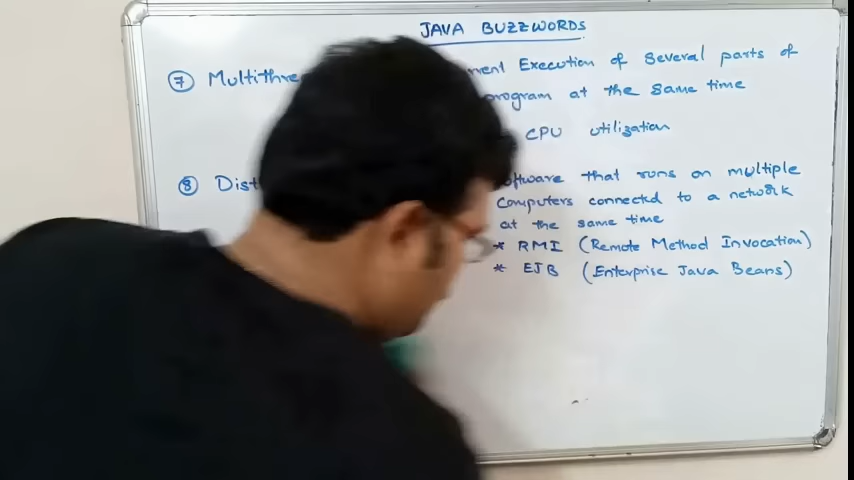 JAVA BUZZWORDS
⑦ Multithre ment Execution of several parts of
program at the same time
CPU utilization
⑧ Dist oftware that runs on multiple
Computers connected to a network
at the same time
* RMI (Remote Method Invocation)
* EJB (Enterprise Java Beans)